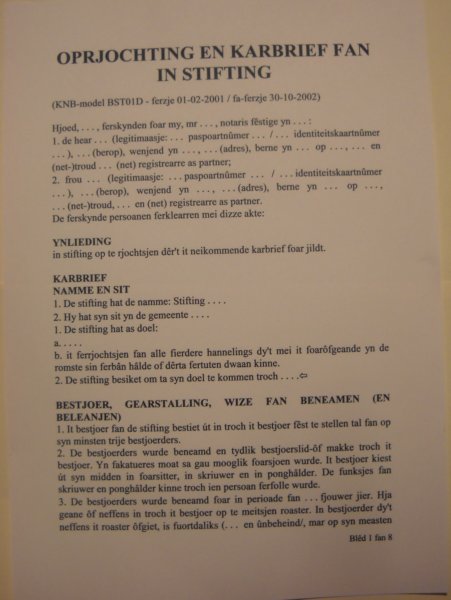 OPRJOCHTING EN KARBRIEF FAN
IN STIFTING
(KNB-model BST01D - ferzje 01-02-2001 / fa-ferzje 30-10-2002)
Hjoed, . . . , ferskynden foar my, mr . . . , notaris fêstige yn . . . :
1. de hear . . . (legitimaasje: . . . paspoartnûmer . . . / . . . identiteitskaartnûmer
. . . ), . . . (berop), wenjend yn . . . , . . . (adres), berne yn . . . op . . . , . . . en
(net-)troud . . . en (net) registrearre as partner;
2. frou . . . (legitimaasje: . . . paspoartnûmer . . . / . . . identiteitskaartnûmer
. . . ), . . . (berop), wenjend yn . . . , . . . (adres), berne yn . . . op . . . ,
. . . (net-)troud, . . . en (net) registrearre as partner.
De ferskynde persoanen ferklearren mei dizze akte:
YNLIEDING
in stifting op te rjochtsjen dêr't it neikommende karbrief foar jildt.
KARBRIEF
NAMME EN SIT
1. De stifting hat de namme: Stifting . . . .
2. Hy hat syn sit yn de gemeente . . . .
1. De stifting hat as doel:
a. . . . .
b. it ferrjochtsjen fan alle fierdere hannelings dy't mei it foarôfgeande yn de
romste sin ferbân hâlde of dêrta fertuten dwaan kinne.
2. De stifting besiket om ta syn doel te kommen troch . . . .⇦
BESTJOER, GEARSTALLING, WIZE FAN BENEAMEN (EN
BELEANJEN)
1. It bestjoer fan de stifting bestiet út in troch it bestjoer fêst te stellen tal fan op
syn minsten trije bestjoerders.
2. De bestjoerders wurde beneamd en tydlik bestjoerslid-ôf makke troch it
bestjoer. Yn fakatueres moat sa gau mooglik foarsjoen wurde. It bestjoer kiest
út syn midden in foarsitter, in skriuwer en in ponghâlder. De funksjes fan
skriuwer en ponghâlder kinne troch ien persoan ferfolle wurde.
3. De bestjoerders wurde beneamd foar in perioade fan . . . fjouwer jier. Hja
geane ôf neffens in troch it bestjoer op te meitsjen roaster. In bestjoerder dy't
neffens it roaster ôfgiet, is fuortdaliks (. . . en ûnbeheind/, mar op syn measten
Blêd 1 fan 8